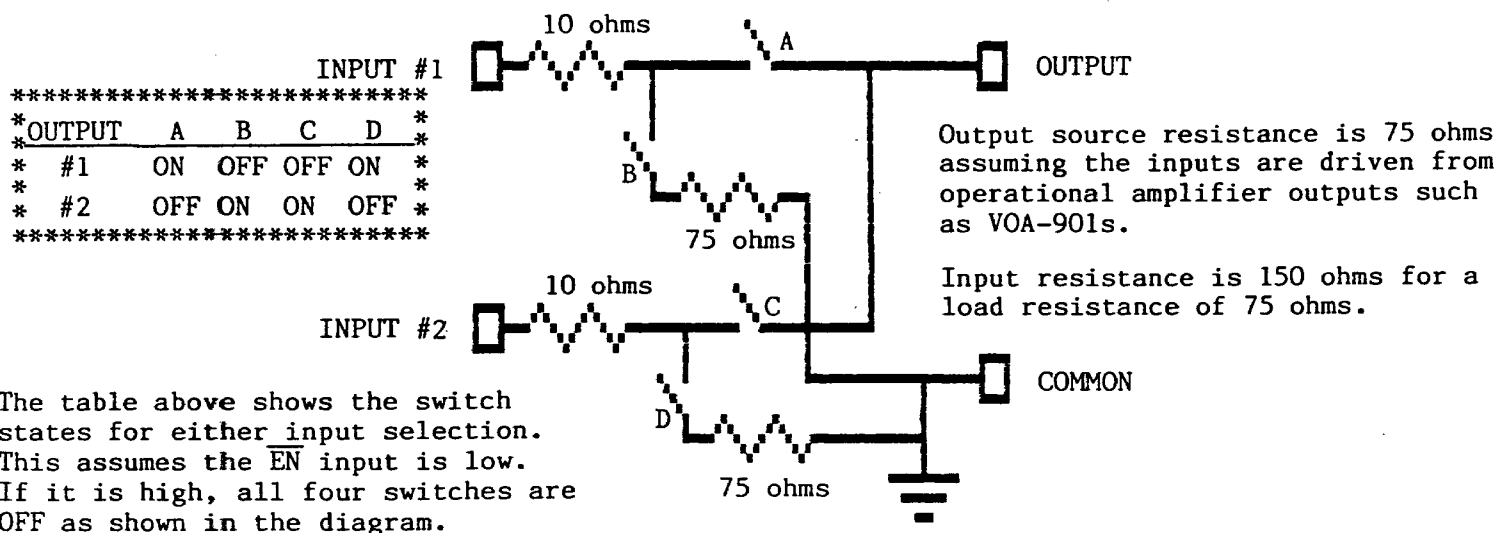 10 ohms
A
INPUT #1
OUTPUT
****************************
* OUTPUT A B C D *
* #1 ON OFF OFF ON *
* #2 OFF ON ON OFF *
****************************
B
75 ohms
Output source resistance is 75 ohms
assuming the inputs are driven from
operational amplifier outputs such
as VOA-901s.
Input resistance is 150 ohms for a
load resistance of 75 ohms.
10 ohms
C
INPUT #2
COMMON
D
75 ohms
The table above shows the switch
states for either input selection.
This assumes the E̅N̅ input is low.
If it is high, all four switches are
OFF as shown in the diagram.